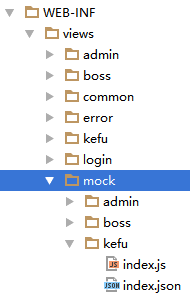 WEB-INF
views
admin
boss
common
error
kefu
login
mock
admin
boss
kefu
index.js
index.json